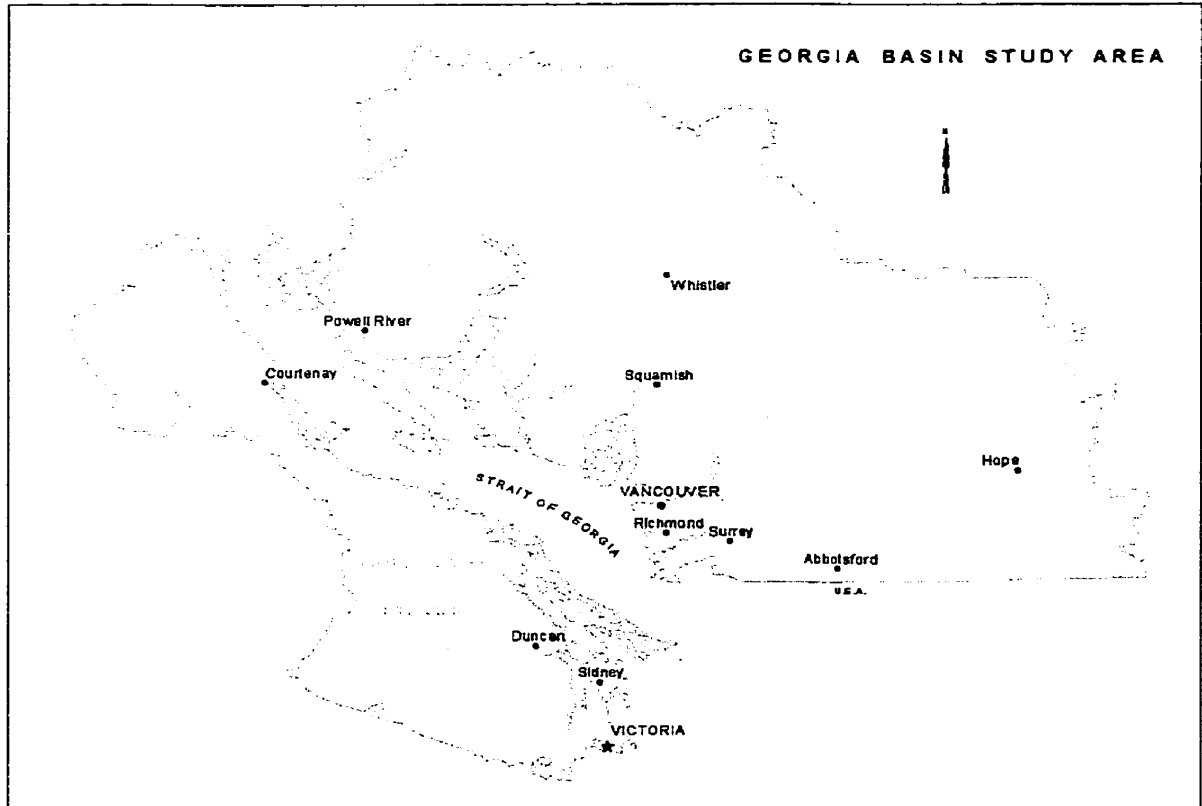 GEORGIA BASIN STUDY AREA
Whistler
Powell River
Courtenay
Squamish
Hope
STRAIT OF GEORGIA
VANCOUVER
Richmond
Surrey
Abbotsford
U.S.A.
Duncan
Sidney
VICTORIA